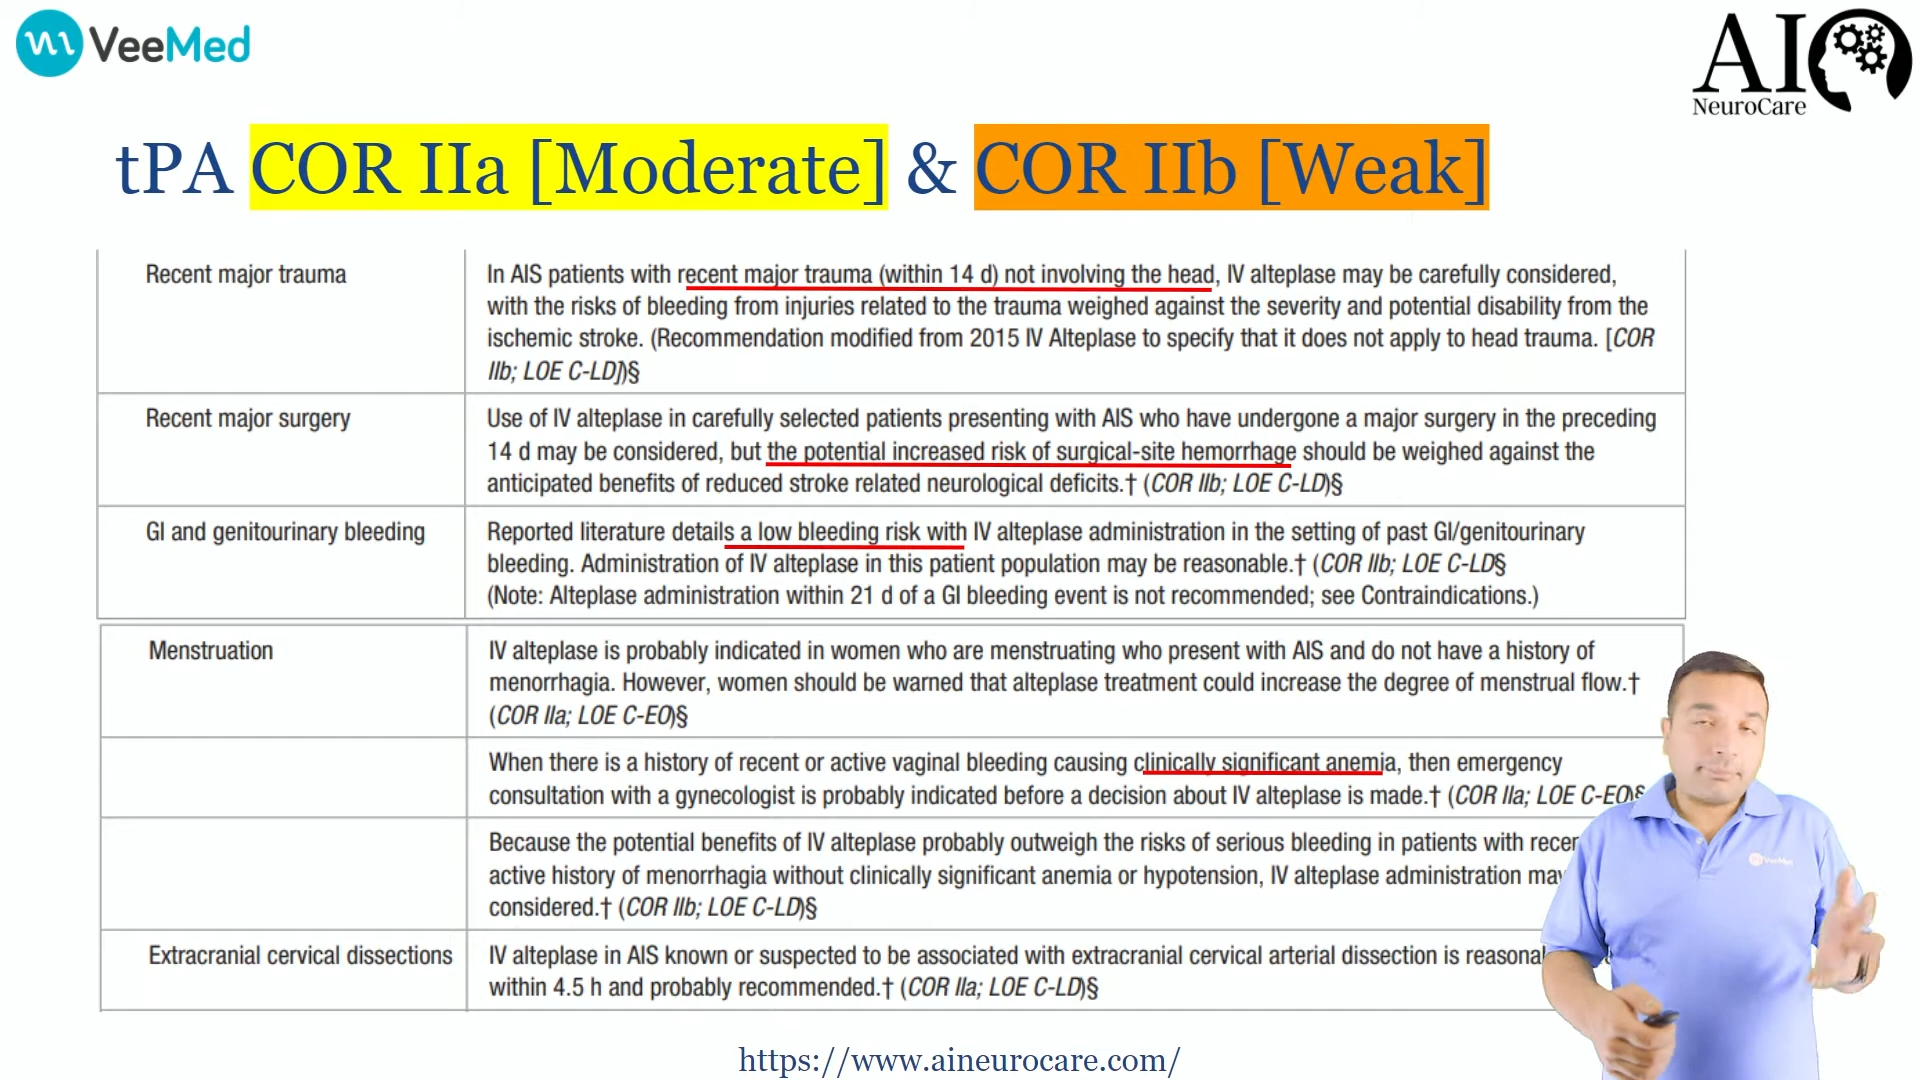 VeeMed
AI
NeuroCare
tPA COR IIa [Moderate] & COR IIb [Weak]
Recent major trauma
In AIS patients with recent major trauma (within 14 d) not involving the head, IV alteplase may be carefully considered,
with the risks of bleeding from injuries related to the trauma weighed against the severity and potential disability from the
ischemic stroke. (Recommendation modified from 2015 IV Alteplase to specify that it does not apply to head trauma. [COR
IIb; LOE C-LD])§
Recent major surgery
Use of IV alteplase in carefully selected patients presenting with AIS who have undergone a major surgery in the preceding
14 d may be considered, but the potential increased risk of surgical-site hemorrhage should be weighed against the
anticipated benefits of reduced stroke related neurological deficits.† (COR IIb; LOE C-LD)§
GI and genitourinary bleeding
Reported literature details a low bleeding risk with IV alteplase administration in the setting of past GI/genitourinary
bleeding. Administration of IV alteplase in this patient population may be reasonable.† (COR IIb; LOE C-LD§
(Note: Alteplase administration within 21 d of a GI bleeding event is not recommended; see Contraindications.)
Menstruation
IV alteplase is probably indicated in women who are menstruating who present with AIS and do not have a history of
menorrhagia. However, women should be warned that alteplase treatment could increase the degree of menstrual flow.†
(COR IIa; LOE C-EO)§
When there is a history of recent or active vaginal bleeding causing clinically significant anemia, then emergency
consultation with a gynecologist is probably indicated before a decision about IV alteplase is made.† (COR IIa; LOE C-EO)§
Because the potential benefits of IV alteplase probably outweigh the risks of serious bleeding in patients with
active history of menorrhagia without clinically significant anemia or hypotension, IV alteplase administration
considered.† (COR IIb; LOE C-LD)§
Extracranial cervical dissections
IV alteplase in AIS known or suspected to be associated with extracranial cervical arterial dissection is
within 4.5 h and probably recommended.† (COR IIa; LOE C-LD)§
VeeMed
https://www.aineurocare.com/